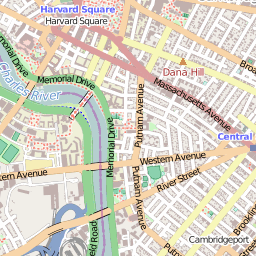 Harvard Square
Harvard Square
Memorial Drive
Memorial Drive
Dana Hill
Charles River
Massachusetts Avenue
Putnam Avenue
Memorial Drive
Central
Western Avenue
Western Avenue
River Street
Putnam Avenue
Cambridgeport